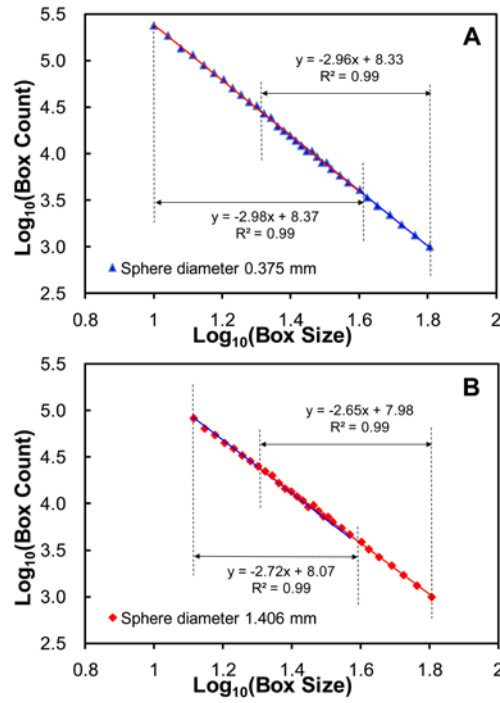 A
5.5
5.0
4.5
4.0
3.5
3.0
2.5
Log10(Box Count)
y = -2.96x + 8.33
R² = 0.99
y = -2.98x + 8.37
R² = 0.99
Sphere diameter 0.375 mm
0.8 1 1.2 1.4 1.6 1.8 2
Log10(Box Size)
B
5.5
5.0
4.5
4.0
3.5
3.0
2.5
Log10(Box Count)
y = -2.65x + 7.98
R² = 0.99
y = -2.72x + 8.07
R² = 0.99
Sphere diameter 1.406 mm
0.8 1 1.2 1.4 1.6 1.8 2
Log10(Box Size)